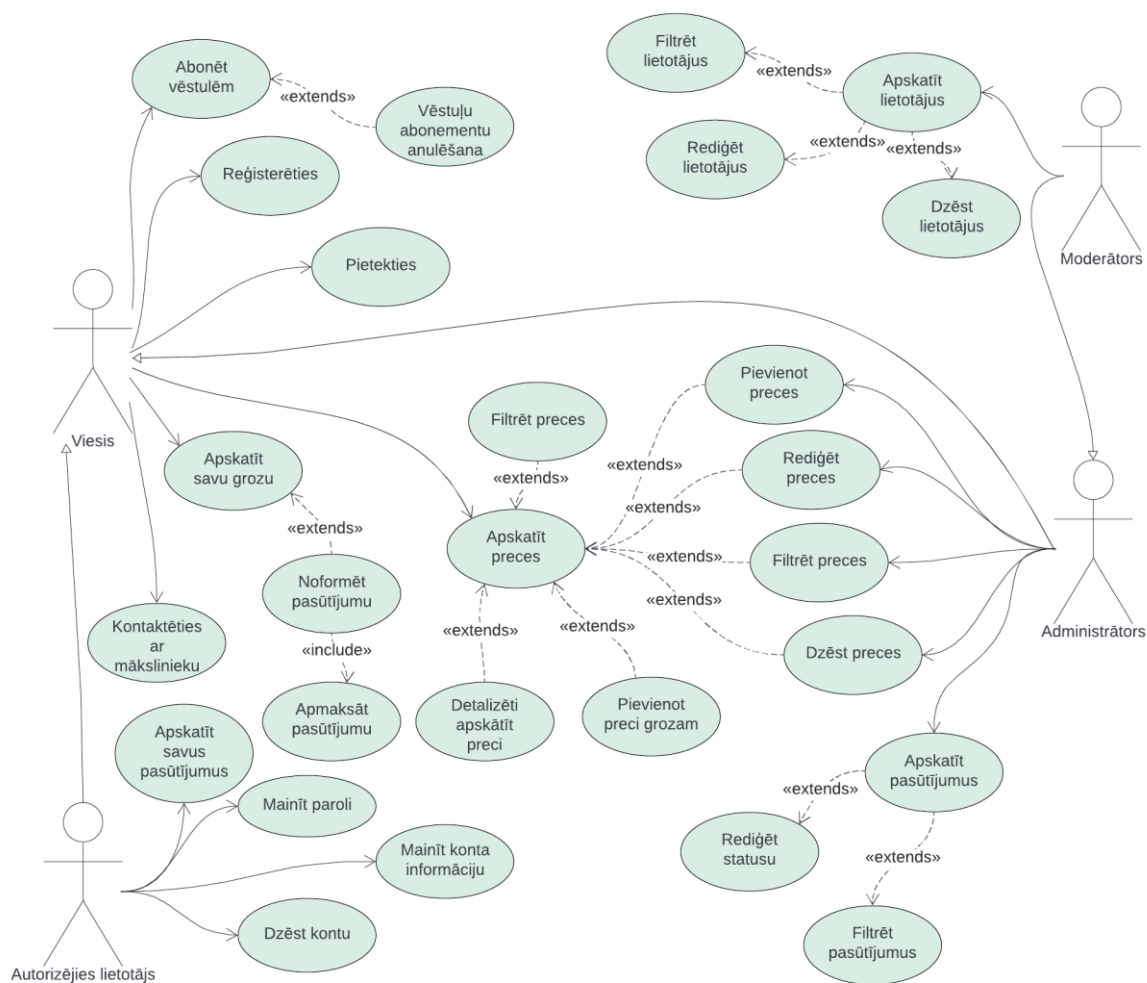 Abonēt
vēstulēm
«extends»
Vēstuļu
abonementu
anulēšana
Reģisterēties
Pietekties
Viesis
Filtrēt
lietotājus
«extends»
Apskatīt
lietotājus
Rediģēt
lietotājus
«extends»
«extends»
Dzēst
lietotājus
Moderātors
Apskatīt
savu grozu
«extends»
Noformēt
pasūtījumu
«include»
Apmaksāt
pasūtījumu
Kontaktēties
ar
mākslinieku
Filtrēt preces
«extends»
Apskatīt
preces
«extends»
Detalizēti
apskātīt
preci
«extends»
Pievienot
preci grozam
Pievienot
preces
«extends»
Rediģēt
preces
«extends»
Filtrēt preces
«extends»
Dzēst preces
«extends»
Administrātors
Apskatīt
pasūtījumus
«extends»
Rediģēt
statusu
«extends»
Filtrēt
pasūtījumus
Apskatīt
savus
pasūtījumus
Mainīt paroli
Mainīt konta
informāciju
Dzēst kontu
Autorizējies lietotājs